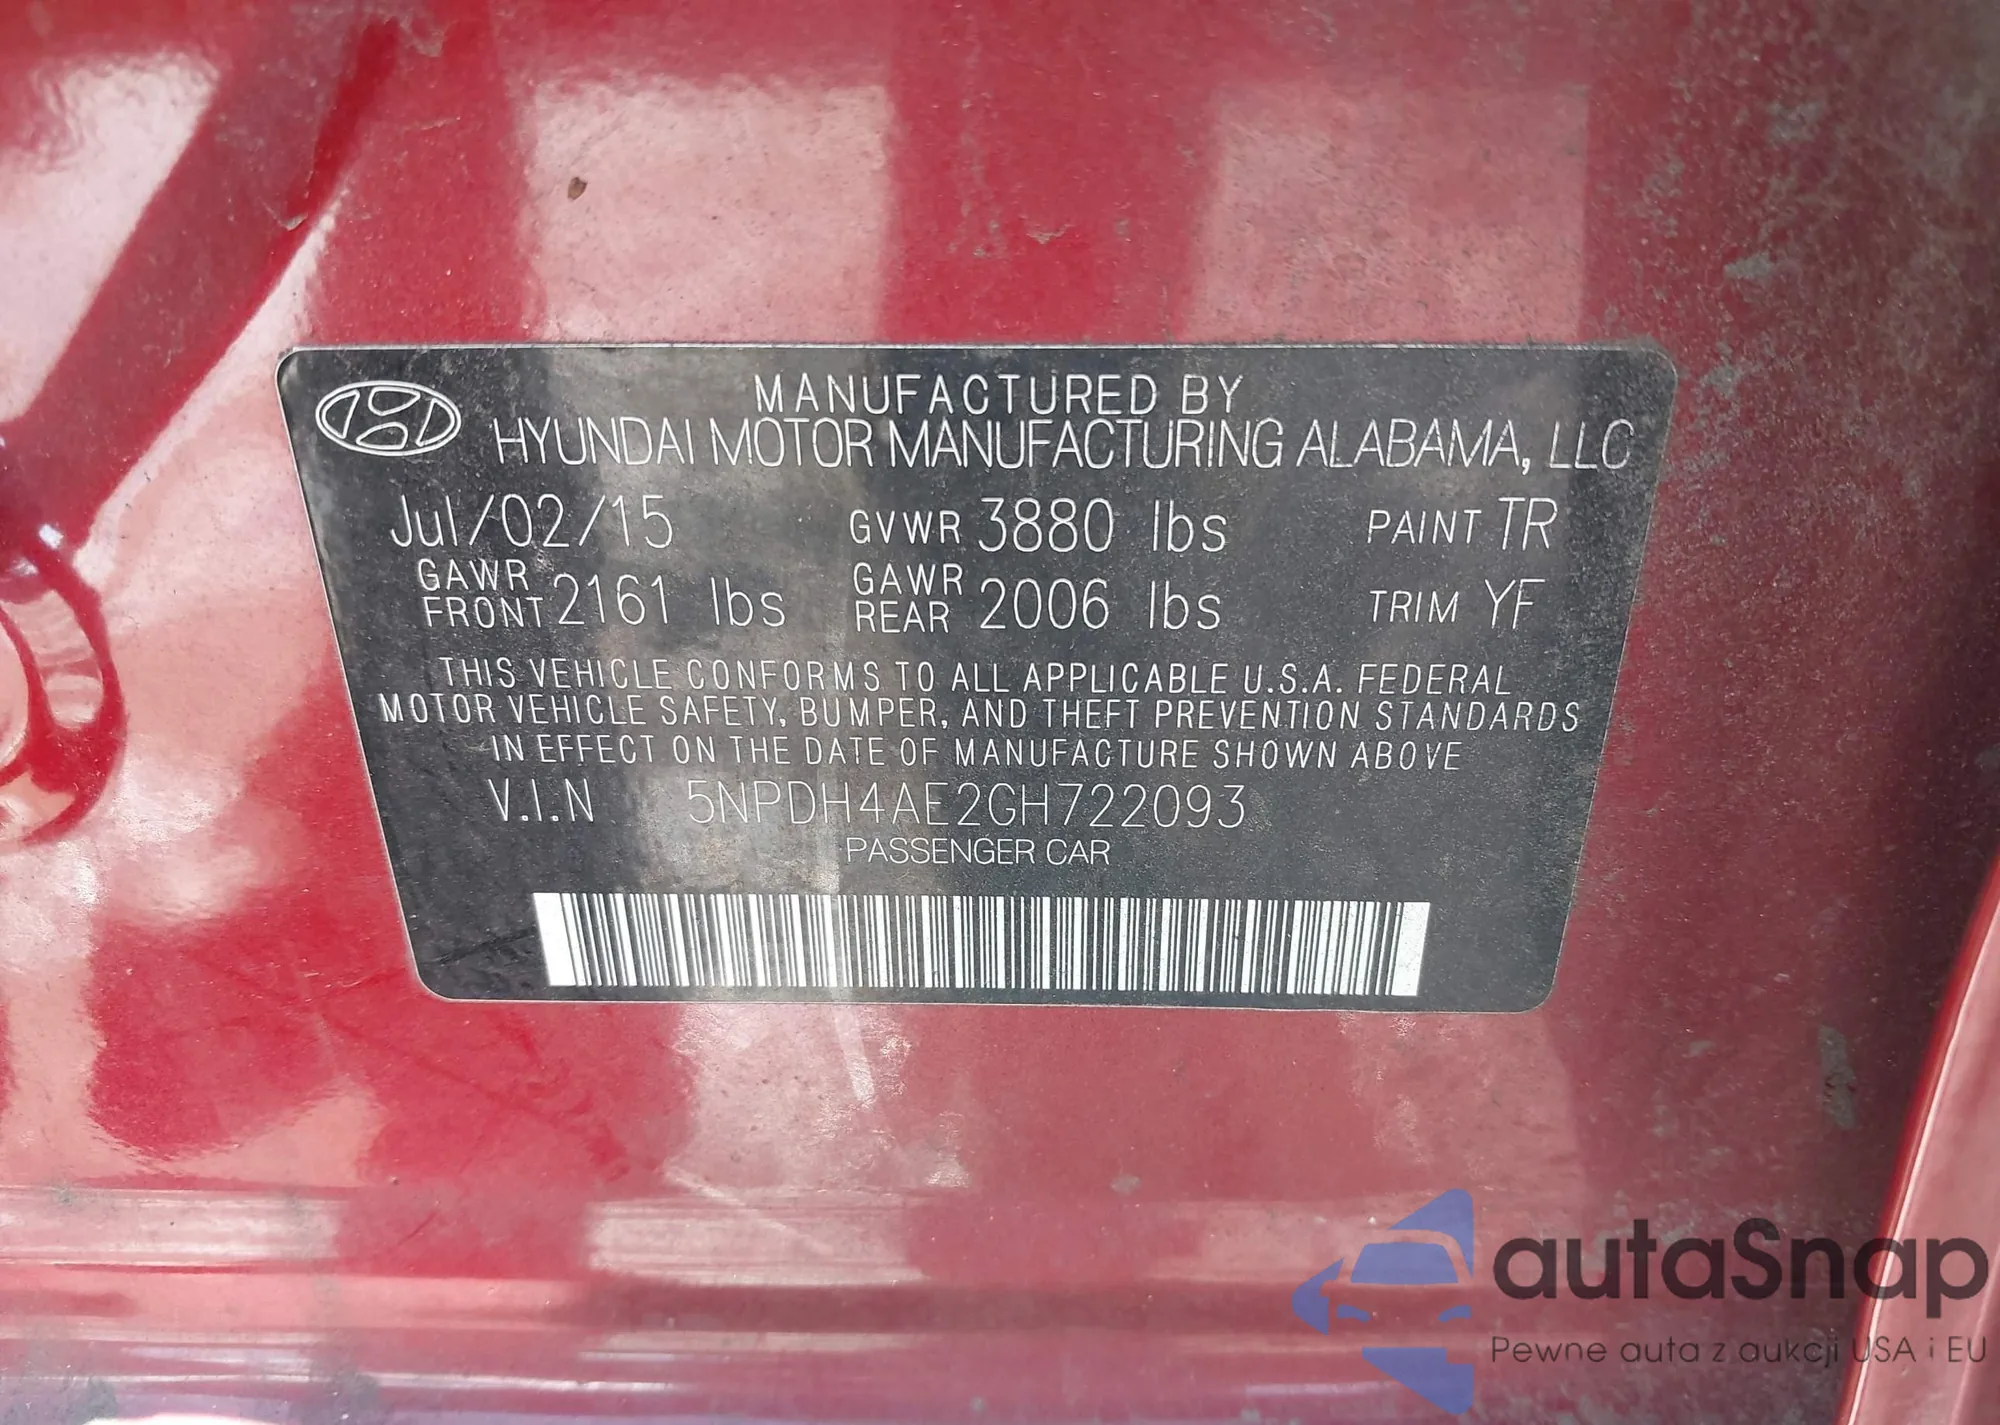 MANUFACTURED BY
HYUNDAI MOTOR MANUFACTURING ALABAMA, LLC
Jul/02/15 GVWR 3880 lbs PAINT TR
GAWR FRONT 2161 lbs GAWR REAR 2006 lbs TRIM YF
THIS VEHICLE CONFORMS TO ALL APPLICABLE U.S.A. FEDERAL
MOTOR VEHICLE SAFETY, BUMPER, AND THEFT PREVENTION STANDARDS
IN EFFECT ON THE DATE OF MANUFACTURE SHOWN ABOVE
V.I.N 5NPDH4AE2GH722093
PASSENGER CAR
autaSnap
Pewne auta z aukcji USA i EU